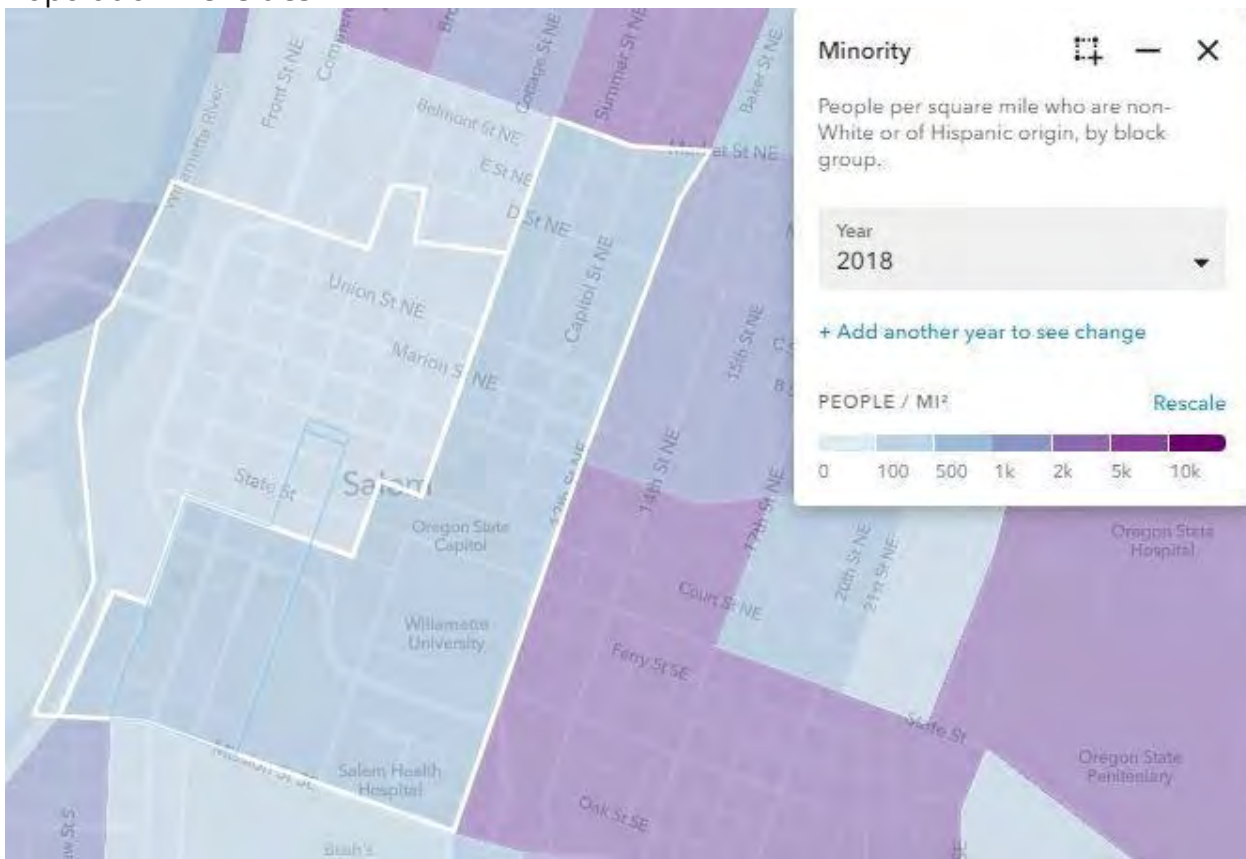 Minority
People per square mile who are non-
White or of Hispanic origin, by block
group.
Year
2018
+ Add another year to see change
PEOPLE / MI²
Rescale
0 100 500 1k 2k 5k 10k
Willamette River
Front St NE
Cottage St NE
Summer St NE
Baker St NE
Belmont St NE
Market St NE
E St NE
D St NE
Union St NE
Capitol St NE
Marion St NE
15th St NE
State St
Salem
12th St NE
14th St NE
17th St NE
Oregon State
Capitol
20th St NE
21st St NE
Oregon State
Hospital
Court St NE
Willamette
University
Ferry St SE
State St
Mission St SE
Salem Health
Hospital
Oregon State
Penitentiary
Oak St SE
Bush's